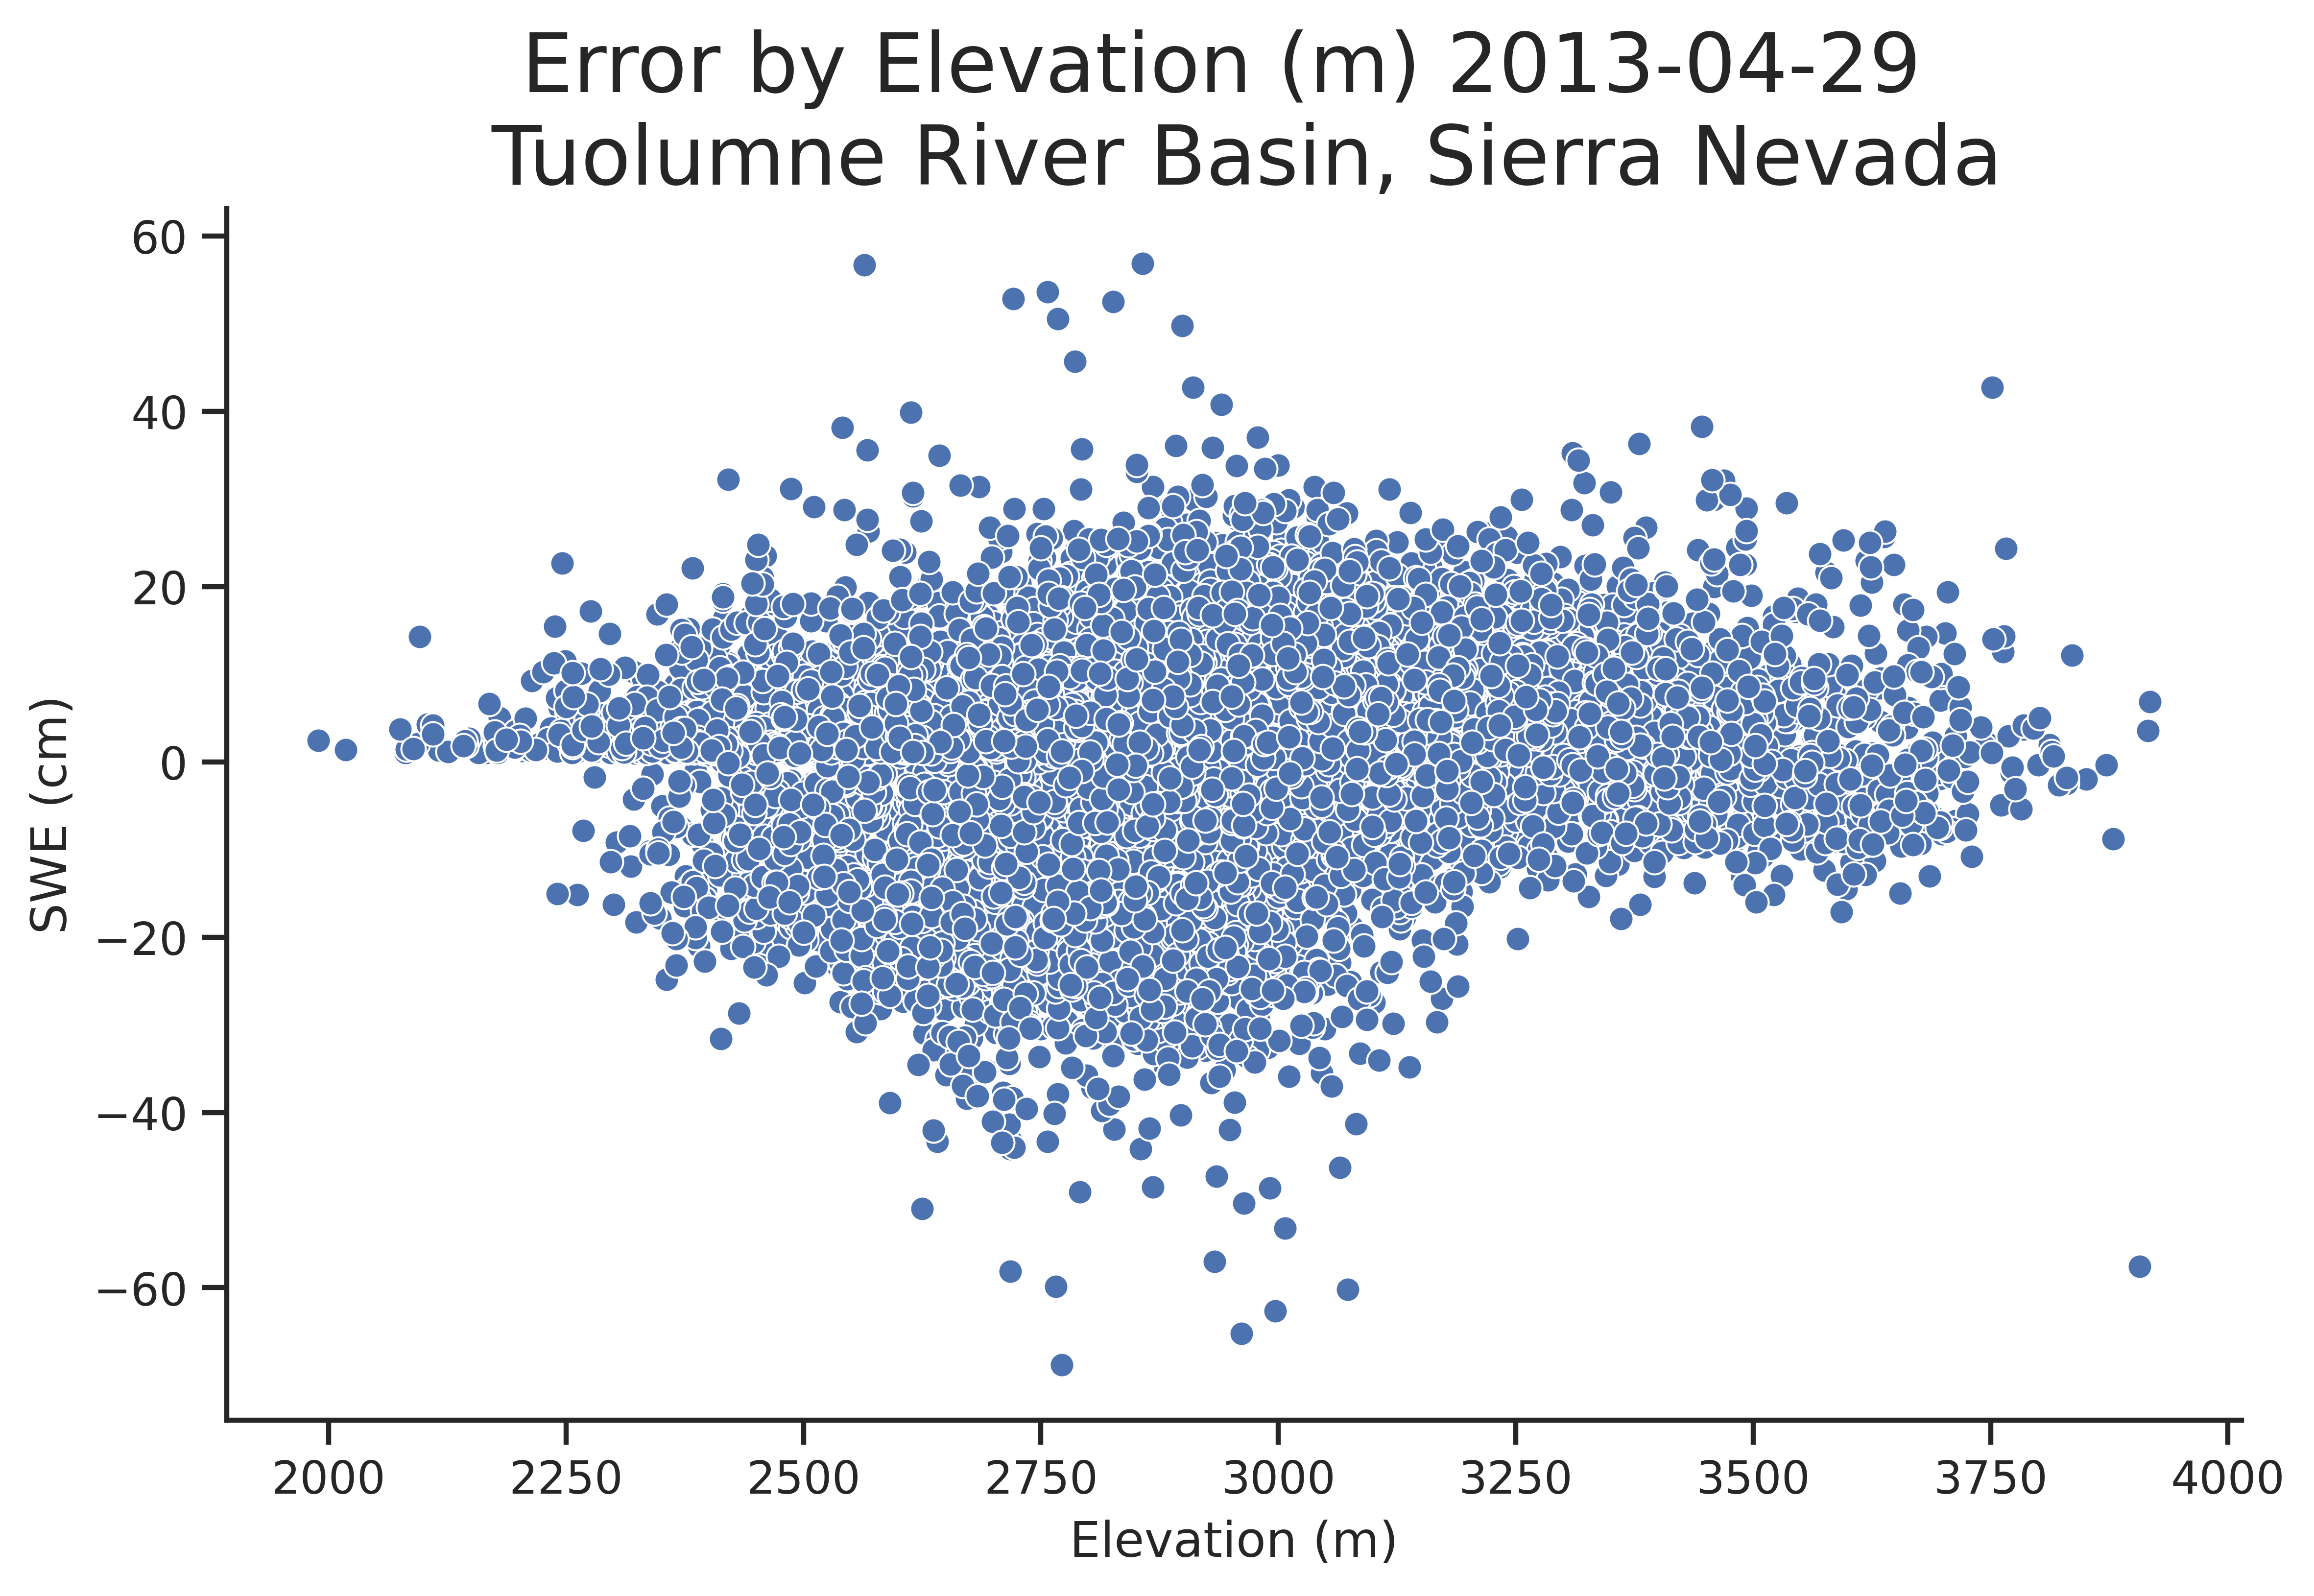 Error by Elevation (m) 2013-04-29
Tuolumne River Basin, Sierra Nevada
60
40
20
0
−20
−40
−60
SWE (cm)
2000 2250 2500 2750 3000 3250 3500 3750 4000
Elevation (m)